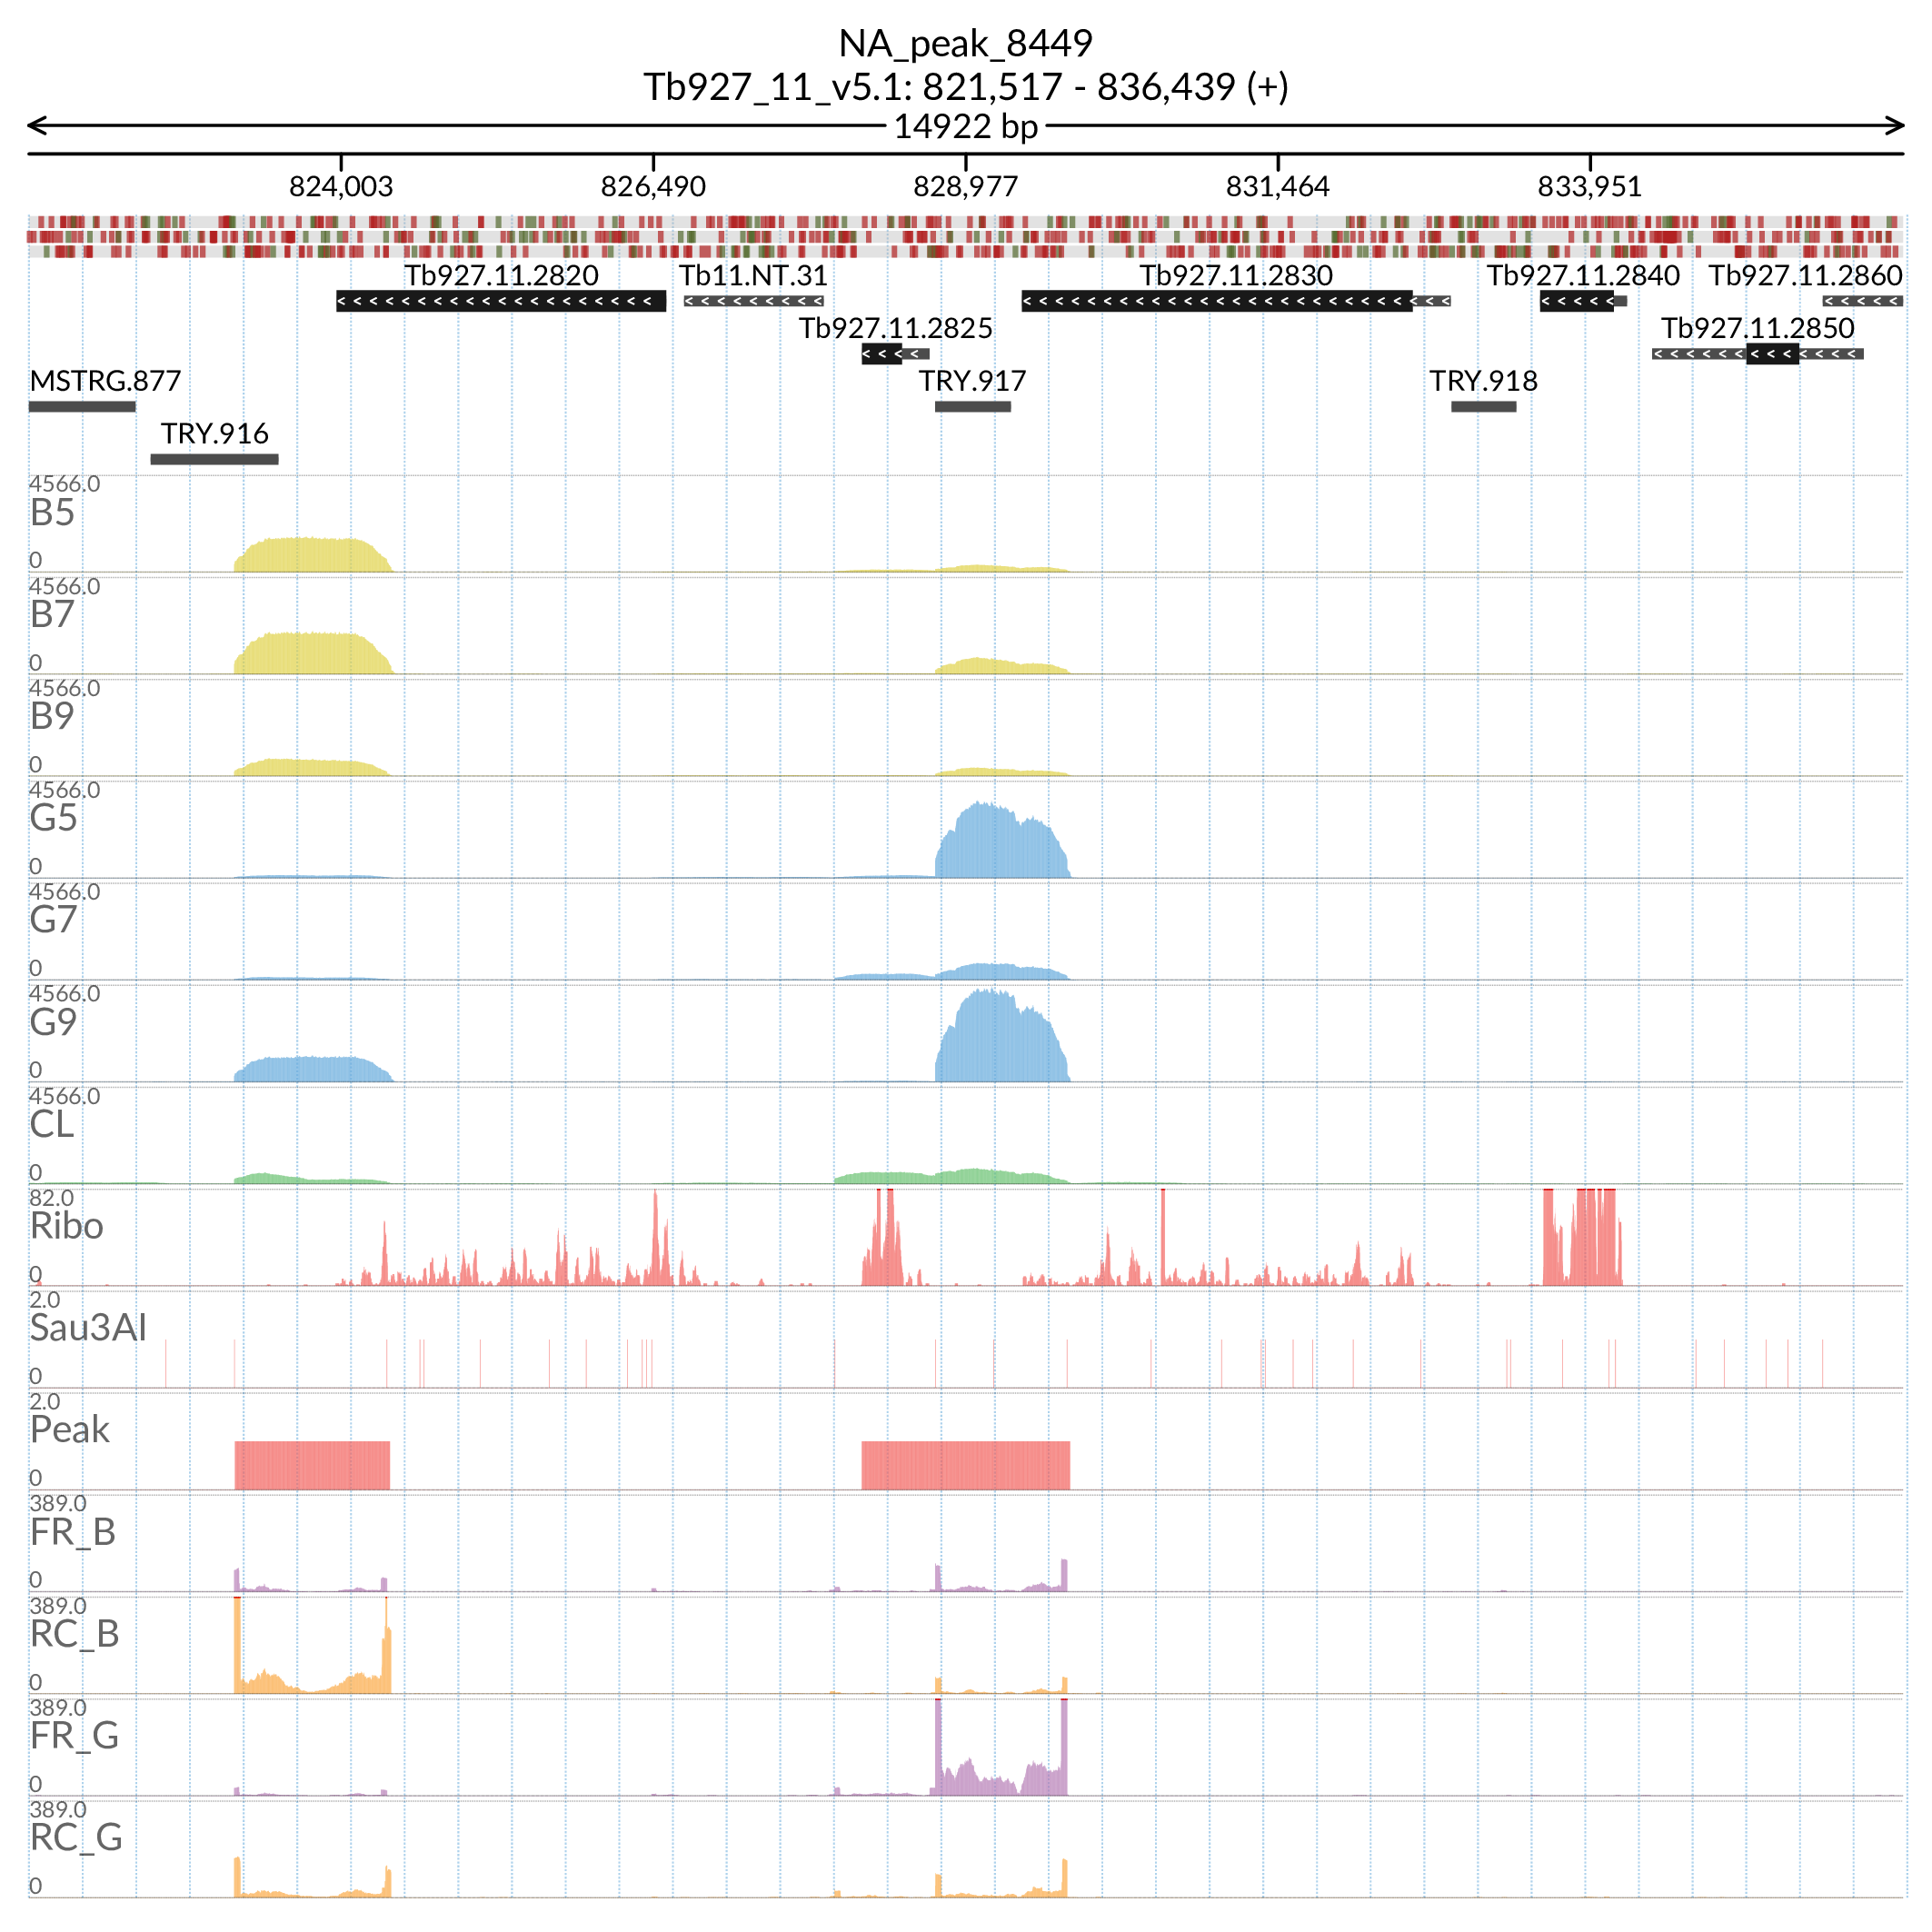 NA_peak_8449
Tb927_11_v5.1: 821,517 - 836,439 (+)
14922 bp
824,003 826,490 828,977 831,464 833,951
Tb927.11.2820 Tb11.NT.31 Tb927.11.2830 Tb927.11.2840 Tb927.11.2860
Tb927.11.2825 Tb927.11.2850
MSTRG.877 TRY.917 TRY.918
TRY.916
4566.0
B5
0
4566.0
B7
0
4566.0
B9
0
4566.0
G5
0
4566.0
G7
0
4566.0
G9
0
4566.0
CL
0
82.0
Ribo
0
2.0
Sau3AI
0
2.0
Peak
0
389.0
FR_B
0
389.0
RC_B
0
389.0
FR_G
0
389.0
RC_G
0